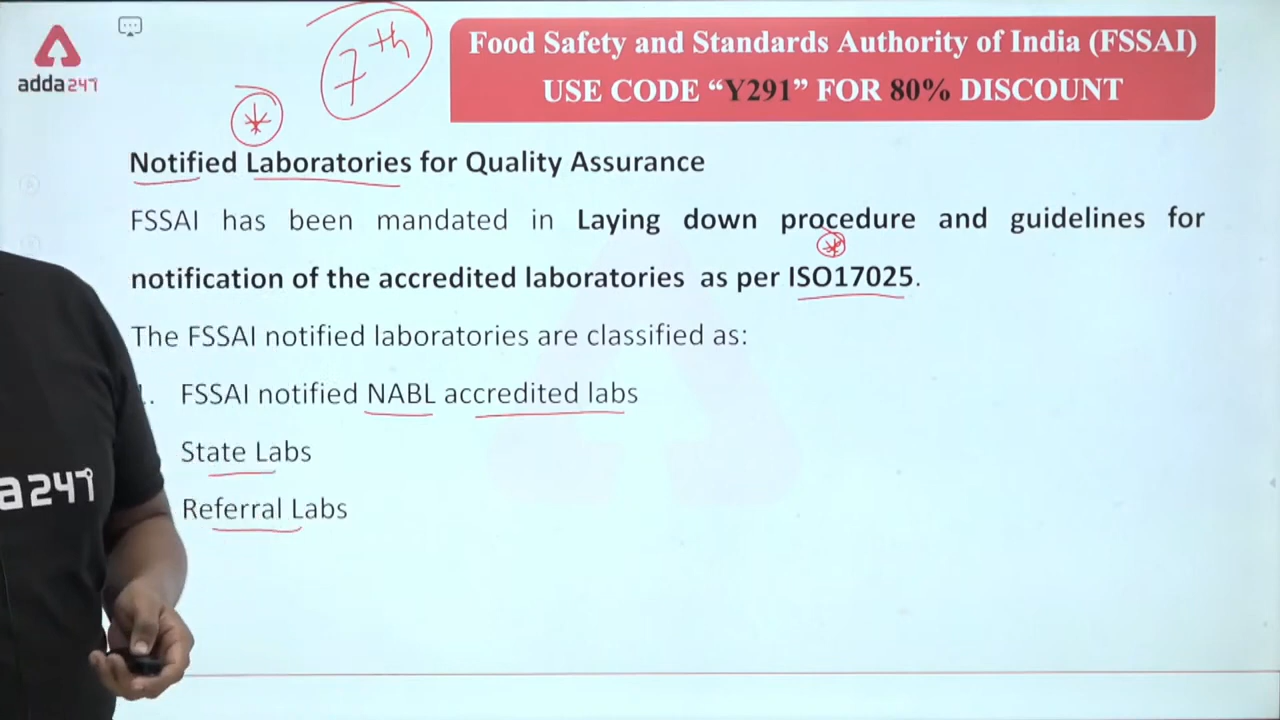 adda247
7th
Food Safety and Standards Authority of India (FSSAI)
USE CODE “Y291” FOR 80% DISCOUNT
Notified Laboratories for Quality Assurance
FSSAI has been mandated in Laying down procedure and guidelines for
notification of the accredited laboratories as per ISO17025.
The FSSAI notified laboratories are classified as:
. FSSAI notified NABL accredited labs
State Labs
Referral Labs
a247